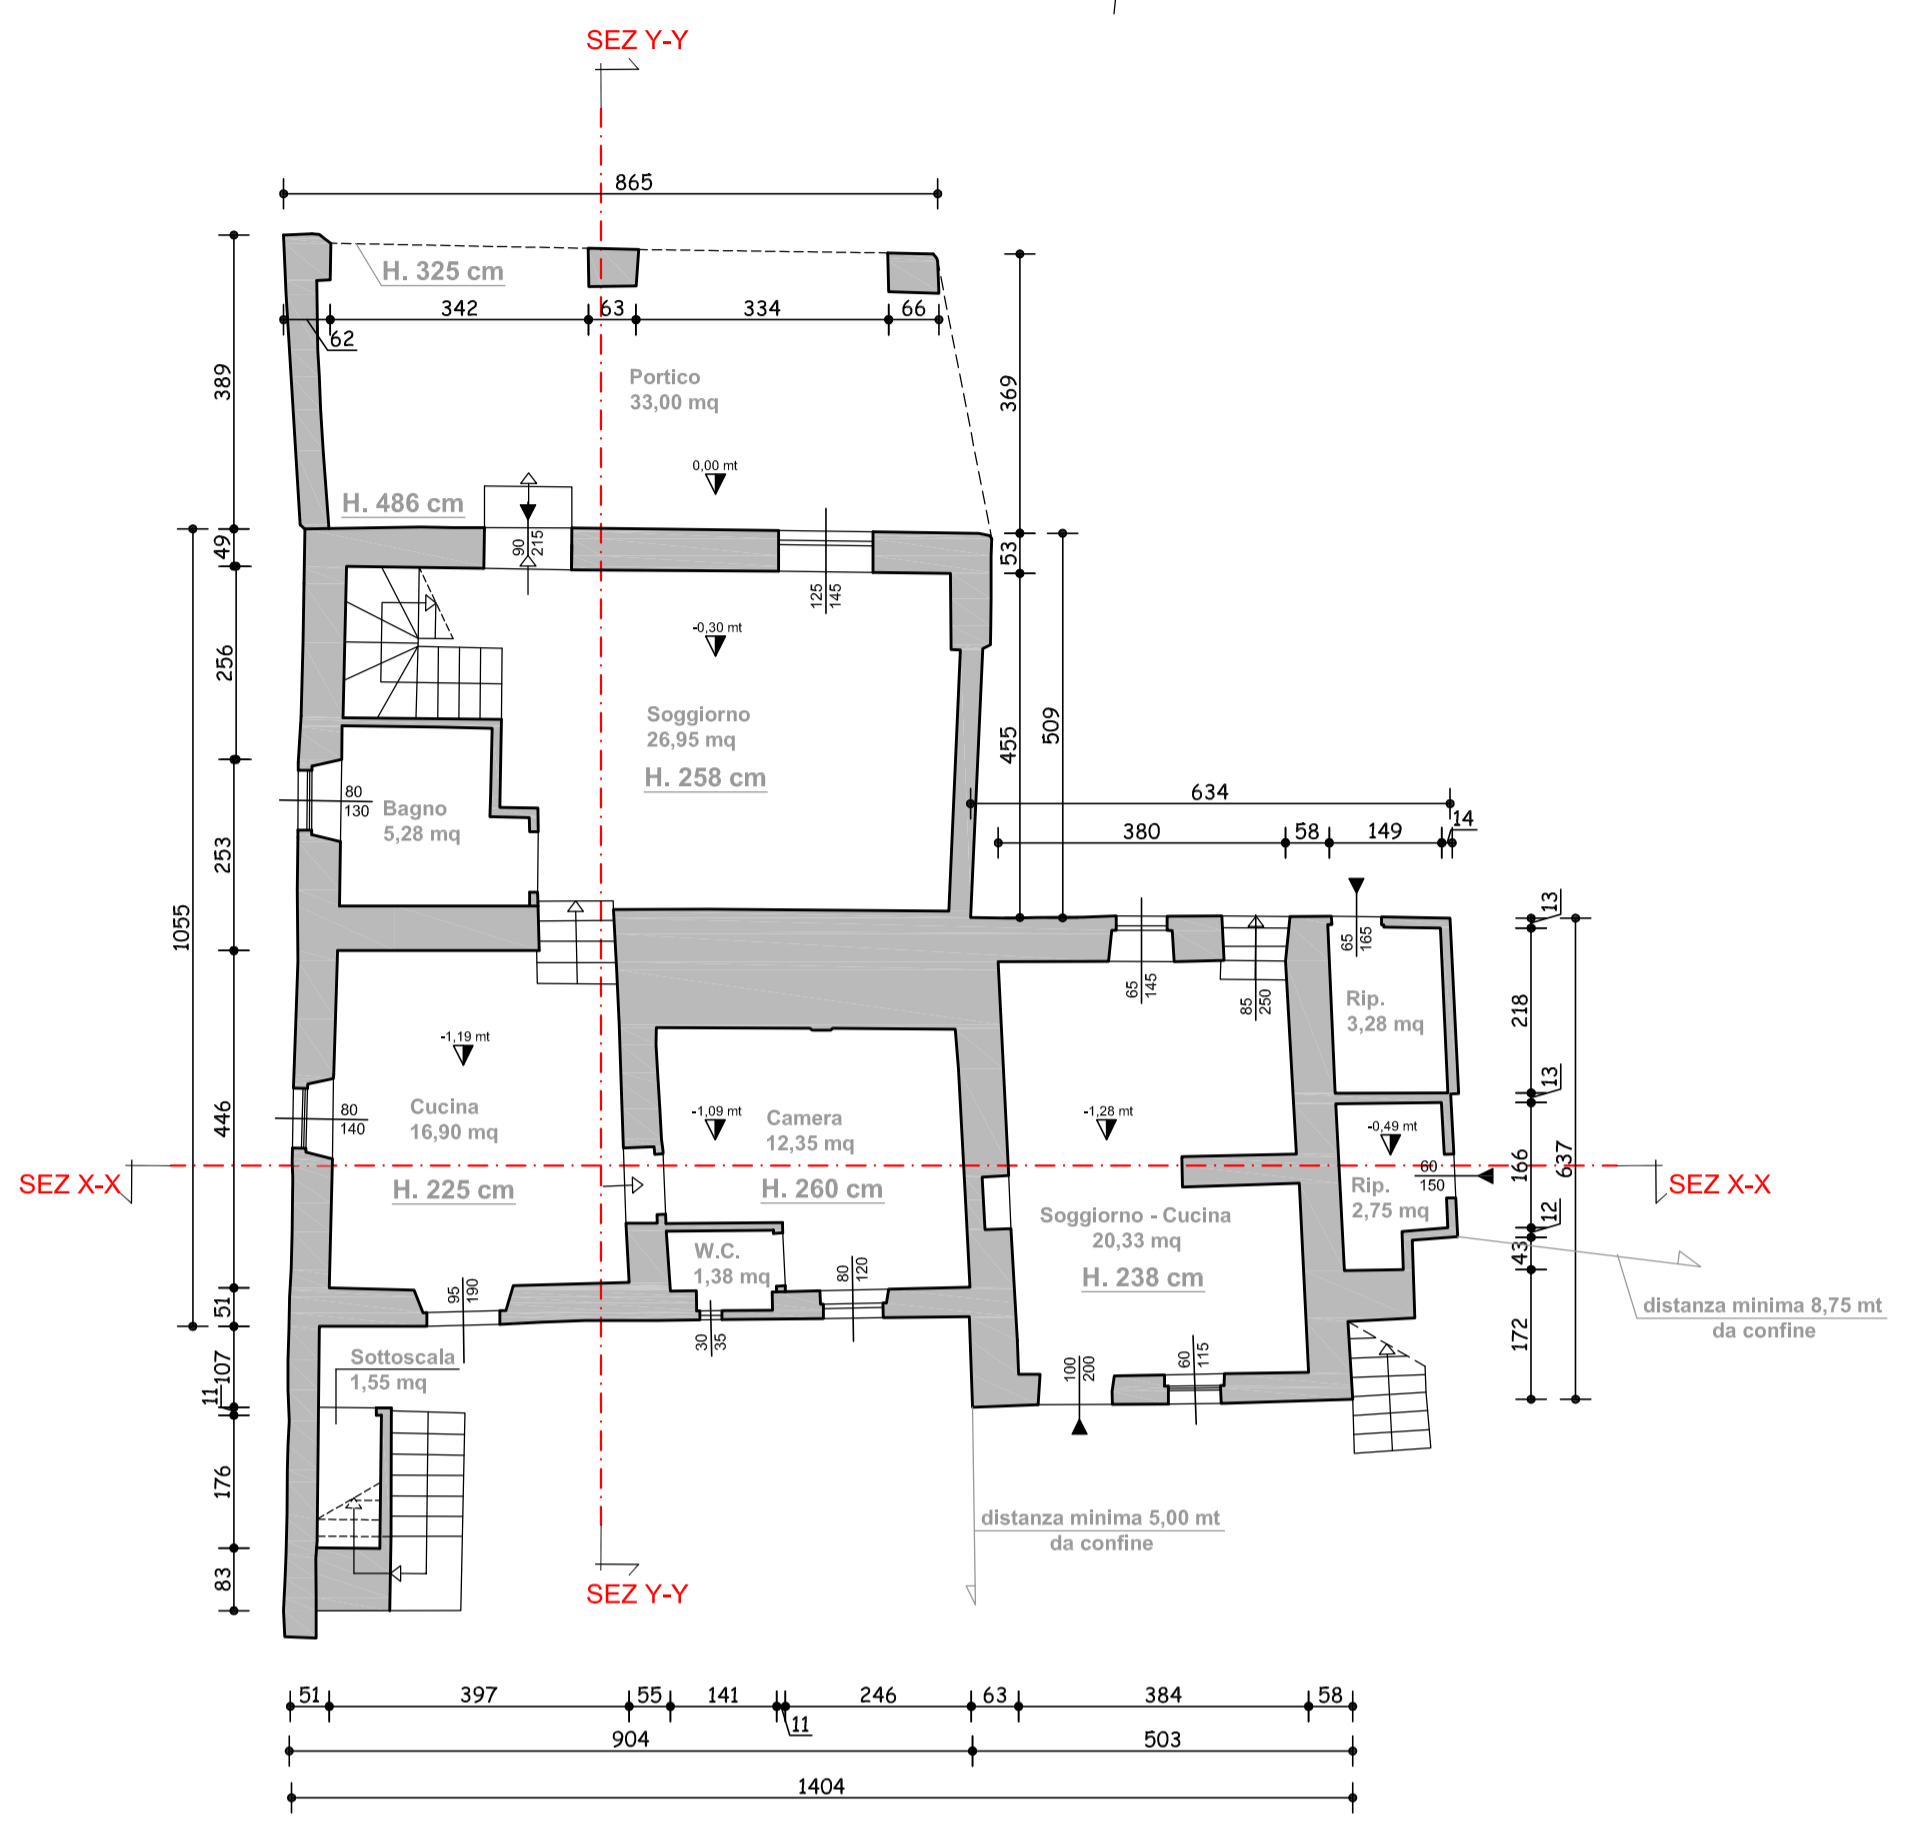 SEZ Y-Y
865
H. 325 cm
342
63
334
66
62
389
369
Portico
33,00 mq
0,00 mt
H. 486 cm
90
215
49
53
125
145
-0,30 mt
256
Soggiorno
26,95 mq
H. 258 cm
455
509
80
130
Bagno
5,28 mq
634
380
58
149
14
253
1055
65
145
85
250
65
165
13
Rip.
3,28 mq
218
13
-1,19 mt
Cucina
16,90 mq
80
140
446
-1,09 mt
Camera
12,35 mq
-1,28 mt
-0,49 mt
60
150
166
637
SEZ X-X
SEZ X-X
H. 225 cm
H. 260 cm
Rip.
2,75 mq
12
Soggiorno - Cucina
20,33 mq
H. 238 cm
43
W.C.
1,38 mq
80
120
95
190
51
30
35
distanza minima 8,75 mt
da confine
172
Sottoscala
1,55 mq
107
11
100
200
60
115
176
distanza minima 5,00 mt
da confine
83
SEZ Y-Y
51
397
55
141
246
63
384
58
11
904
503
1404